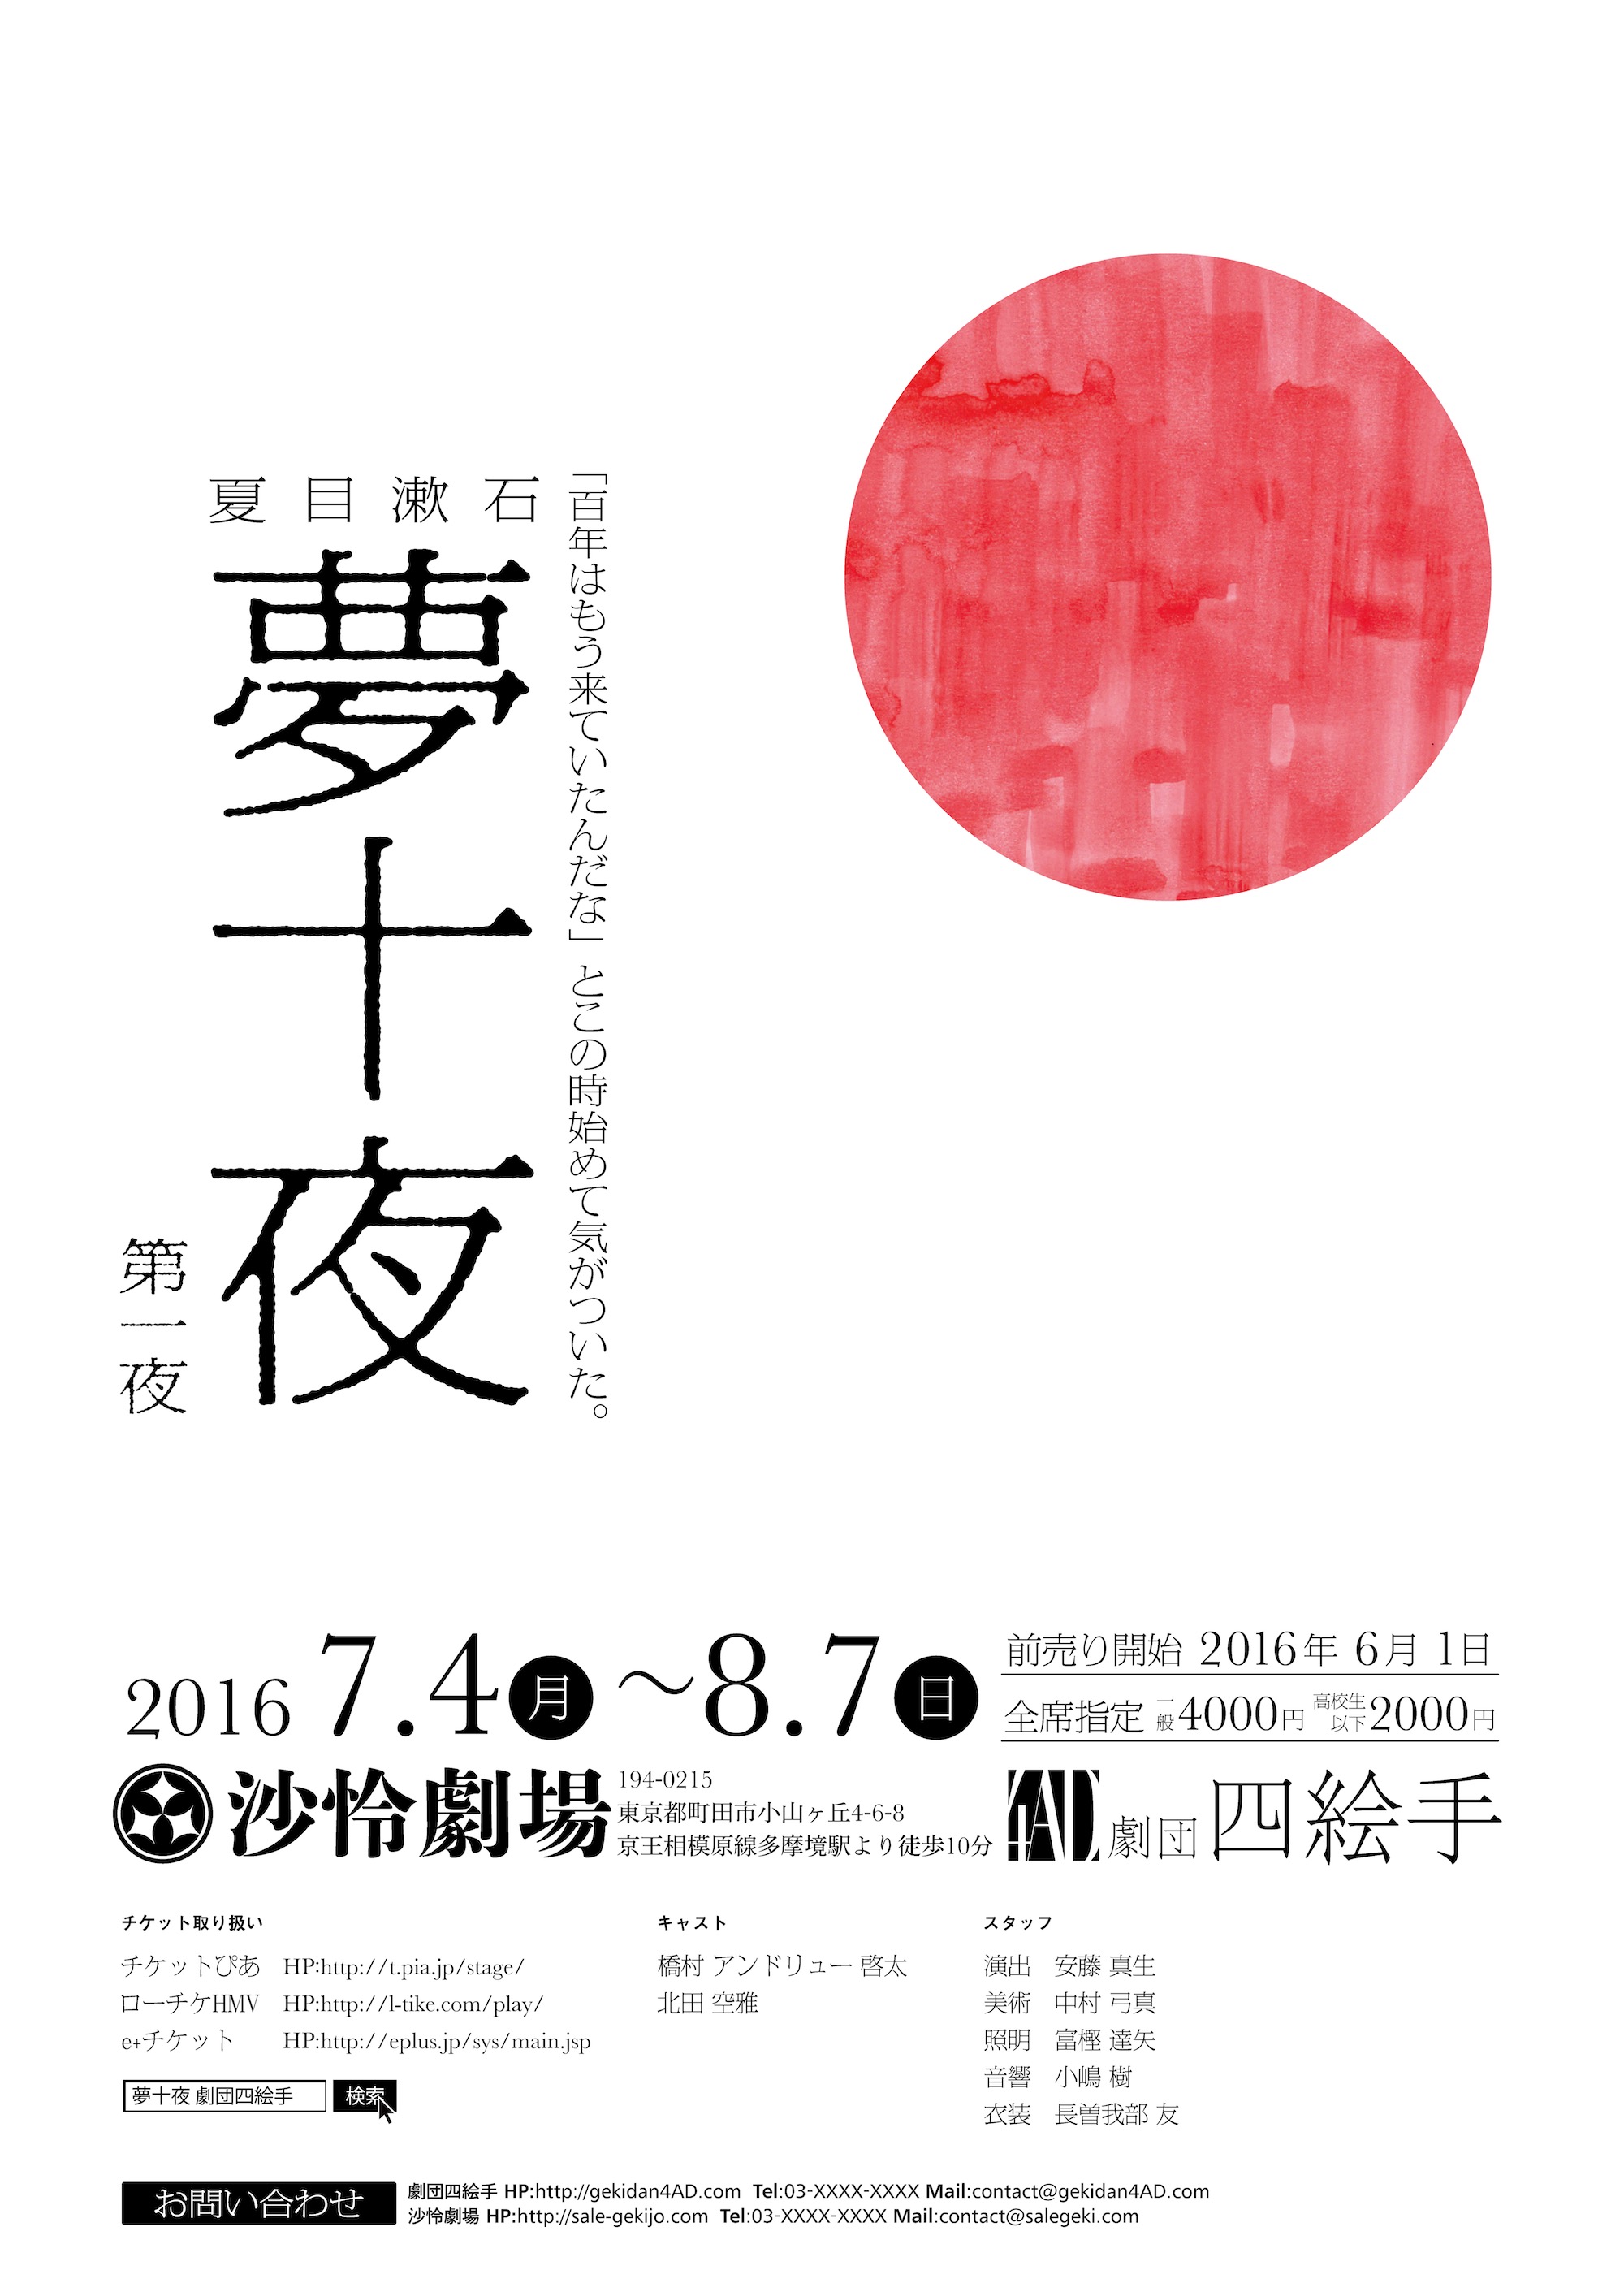 夏目漱石
「百年はもう来ていたんだな」とこの時始めて気がついた。
夢十夜
第一夜
2016 7.4月〜8.7日
前売り開始 2016年 6月 1日
全席指定 一般4000円 高校生以下2000円
沙怜劇場
194-0215
東京都町田市小山ヶ丘4-6-8
京王相模原線多摩境駅より徒歩10分
4AD 劇団 四絵手
チケット取り扱い
チケットぴあ HP:http://t.pia.jp/stage/
ローチケHMV HP:http://l-tike.com/play/
e+チケット HP:http://eplus.jp/sys/main.jsp
夢十夜 劇団四絵手 検索
キャスト
橋村 アンドリュー 啓太
北田 空雅
スタッフ
演出 安藤 真生
美術 中村 弓真
照明 富樫 達矢
音響 小嶋 樹
衣装 長曽我部 友
お問い合わせ
劇団四絵手 HP:http://gekidan4AD.com Tel:03-XXXX-XXXX Mail:contact@gekidan4AD.com
沙怜劇場 HP:http://sale-gekijo.com Tel:03-XXXX-XXXX Mail:contact@salegeki.com